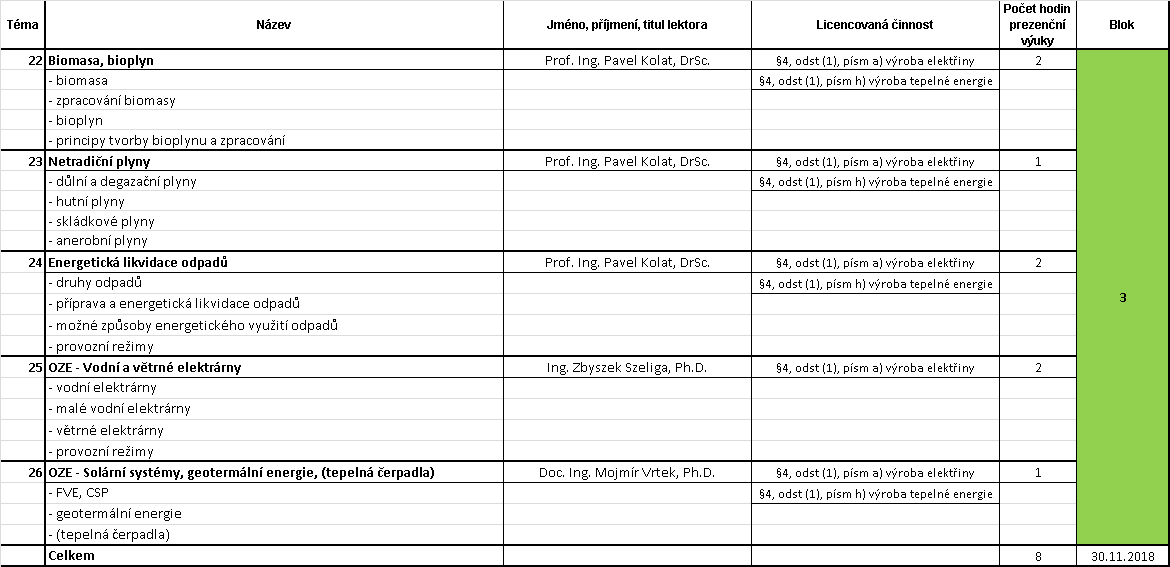 Téma Název Jméno, příjmení, titul lektora Licencovaná činnost Počet hodin prezenční výuky Blok
22 Biomasa, bioplyn Prof. Ing. Pavel Kolat, DrSc. §4, odst (1), písm a) výroba elektřiny 2
- biomasa §4, odst (1), písm h) výroba tepelné energie
- zpracování biomasy
- bioplyn
- principy tvorby bioplynu a zpracování
23 Netradiční plyny Prof. Ing. Pavel Kolat, DrSc. §4, odst (1), písm a) výroba elektřiny 1
- důlní a degazační plyny §4, odst (1), písm h) výroba tepelné energie
- hutní plyny
- skládkové plyny
- anerobní plyny
24 Energetická likvidace odpadů Prof. Ing. Pavel Kolat, DrSc. §4, odst (1), písm a) výroba elektřiny 2
- druhy odpadů §4, odst (1), písm h) výroba tepelné energie
- příprava a energetická likvidace odpadů 3
- možné způsoby energetického využití odpadů
- provozní režimy
25 OZE - Vodní a větrné elektrárny Ing. Zbyszek Szeliga, Ph.D. §4, odst (1), písm a) výroba elektřiny 2
- vodní elektrárny
- malé vodní elektrárny
- větrné elektrárny
- provozní režimy
26 OZE - Solární systémy, geotermální energie, (tepelná čerpadla) Doc. Ing. Mojmír Vrtek, Ph.D. §4, odst (1), písm a) výroba elektřiny 1
- FVE, CSP §4, odst (1), písm h) výroba tepelné energie
- geotermální energie
- (tepelná čerpadla)
Celkem 8 30.11.2018